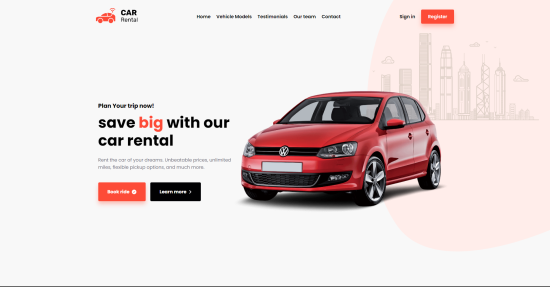 CAR
Rental
Home Vehicle Models Testimonials Our team Contact
Sign in Register
Plan Your trip now!
save big with our
car rental
Rent the car of your dreams. Unbeatable prices, unlimited
miles, flexible pickup options, and much more.
Book ride Learn more